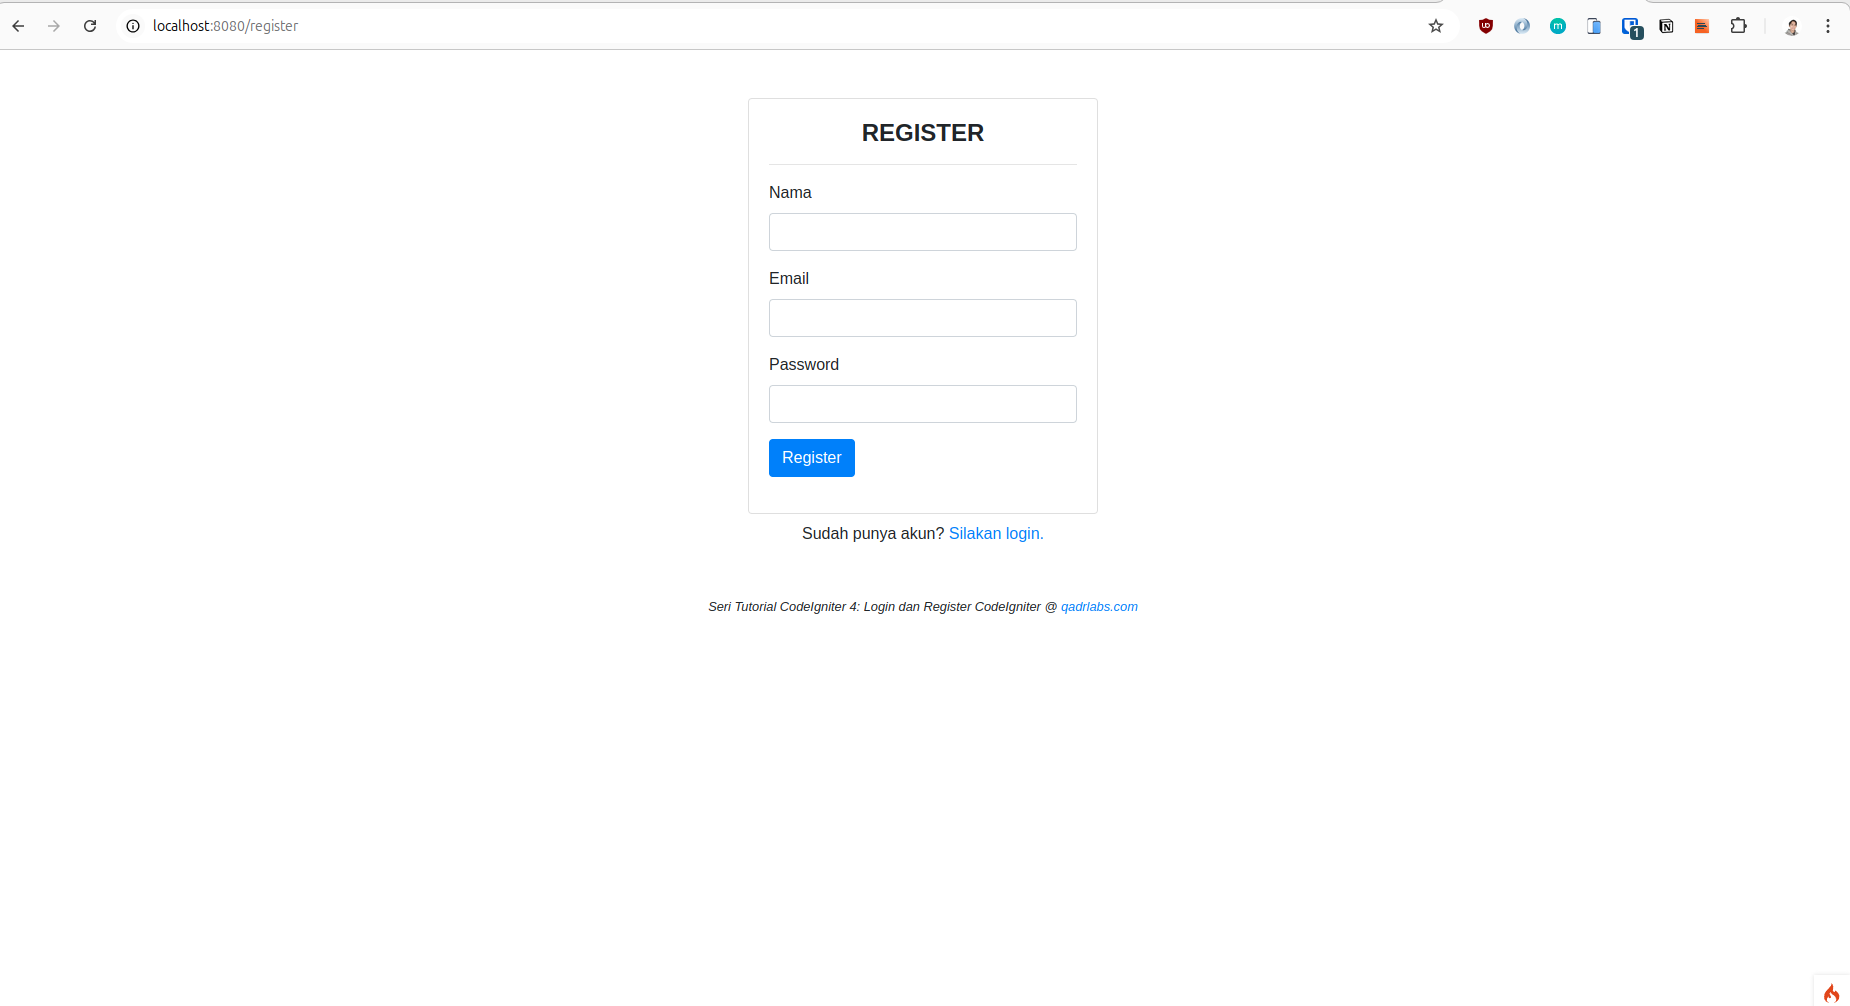 localhost:8080/register
1
REGISTER
Nama
Email
Password
Register
Sudah punya akun? Silakan login.
Seri Tutorial CodeIgniter 4: Login dan Register CodeIgniter @ qadrlabs.com